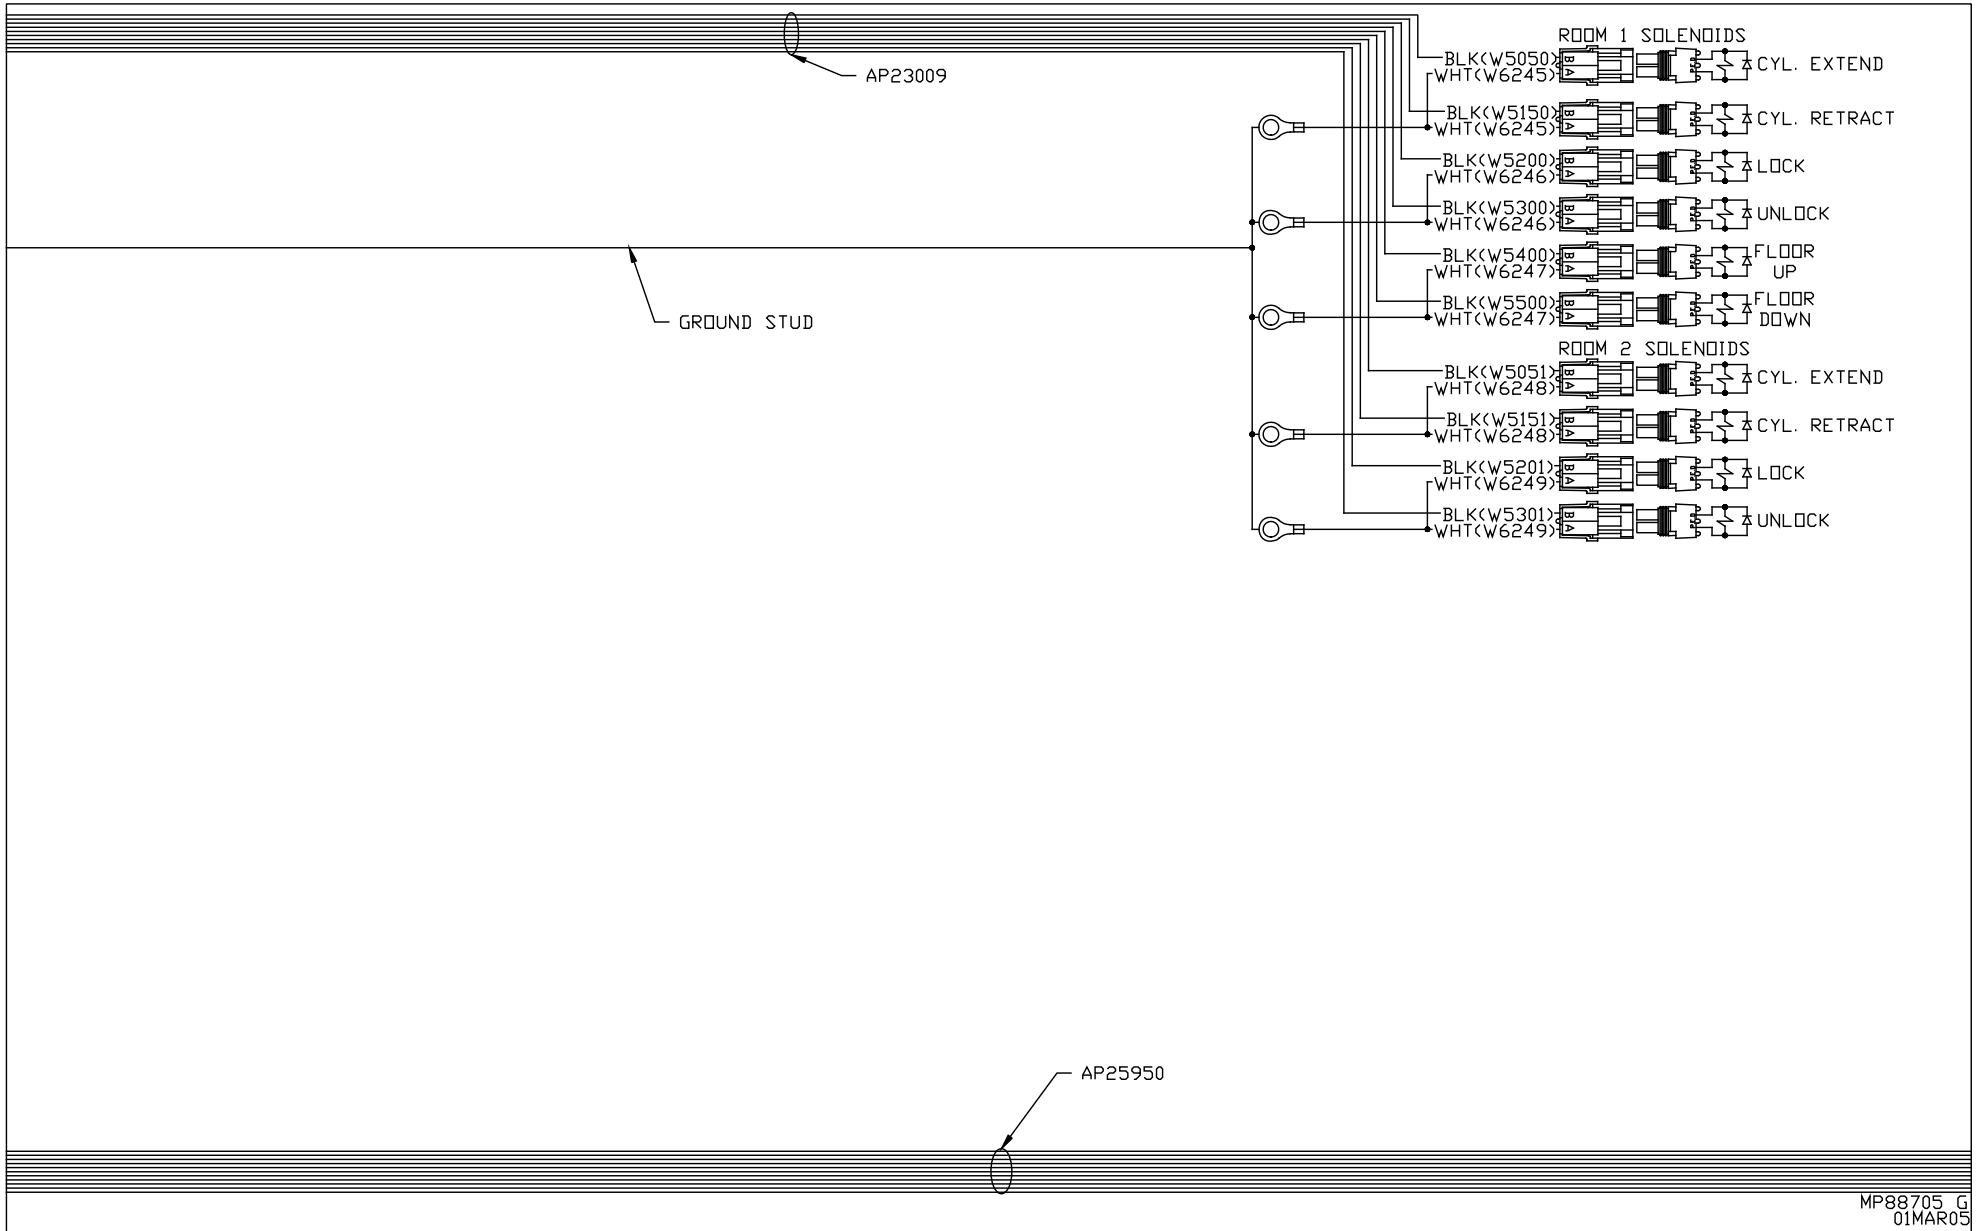 ROOM 1 SOLENOIDS
BLK(W5050)
B
CYL. EXTEND
WHT(W6245)
A
AP23009
BLK(W5150)
B
CYL. RETRACT
WHT(W6245)
A
BLK(W5200)
B
LOCK
WHT(W6246)
A
BLK(W5300)
B
UNLOCK
WHT(W6246)
A
BLK(W5400)
B
FLOOR
UP
WHT(W6247)
A
BLK(W5500)
B
FLOOR
DOWN
WHT(W6247)
A
GROUND STUD
ROOM 2 SOLENOIDS
BLK(W5051)
B
CYL. EXTEND
WHT(W6248)
A
BLK(W5151)
B
CYL. RETRACT
WHT(W6248)
A
BLK(W5201)
B
LOCK
WHT(W6249)
A
BLK(W5301)
B
UNLOCK
WHT(W6249)
A
AP25950
MP88705 G
01MAR05